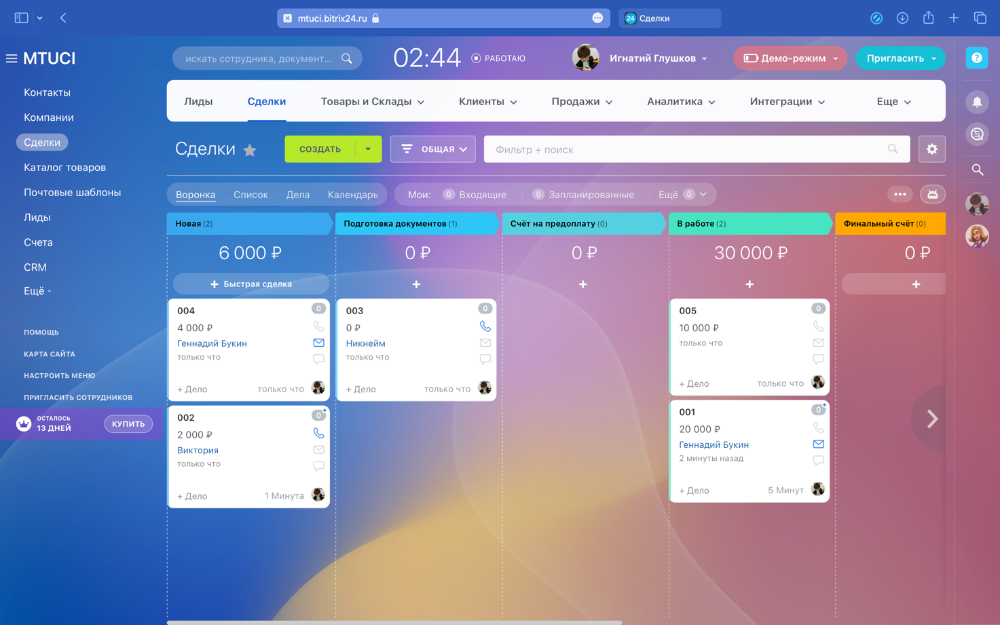 mtuci.bitrix24.ru
24 Сделки
MTUCI
искать сотрудника, документ...
02:44
РАБОТАЮ
Игнатий Глушков
Демо-режим
Пригласить
?
Контакты
Компании
Сделки
Каталог товаров
Почтовые шаблоны
Лиды
Счета
CRM
Ещё
ПОМОЩЬ
КАРТА САЙТА
НАСТРОИТЬ МЕНЮ
ПРИГЛАСИТЬ СОТРУДНИКОВ
ОСТАЛОСЬ
13 ДНЕЙ
КУПИТЬ
Лиды
Сделки
Товары и Склады
Клиенты
Продажи
Аналитика
Интеграции
Еще
Сделки
СОЗДАТЬ
ОБЩАЯ
Фильтр + поиск
Воронка
Список
Дела
Календарь
Мои:
0 Входящие
0 Запланированные
Ещё 0
Новая (2)
6 000 ₽
+ Быстрая сделка
004
0
4 000 ₽
Геннадий Букин
только что
+ Дело
только что
002
0
2 000 ₽
Виктория
только что
+ Дело
1 Минута
Подготовка документов (1)
0 ₽
+
003
0
0 ₽
Никнейм
только что
+ Дело
только что
Счёт на предоплату (0)
0 ₽
+
В работе (2)
30 000 ₽
+
005
0
10 000 ₽
только что
+ Дело
только что
001
0
20 000 ₽
Геннадий Букин
2 минуты назад
+ Дело
5 Минут
Финальный счёт (0)
0 ₽
+